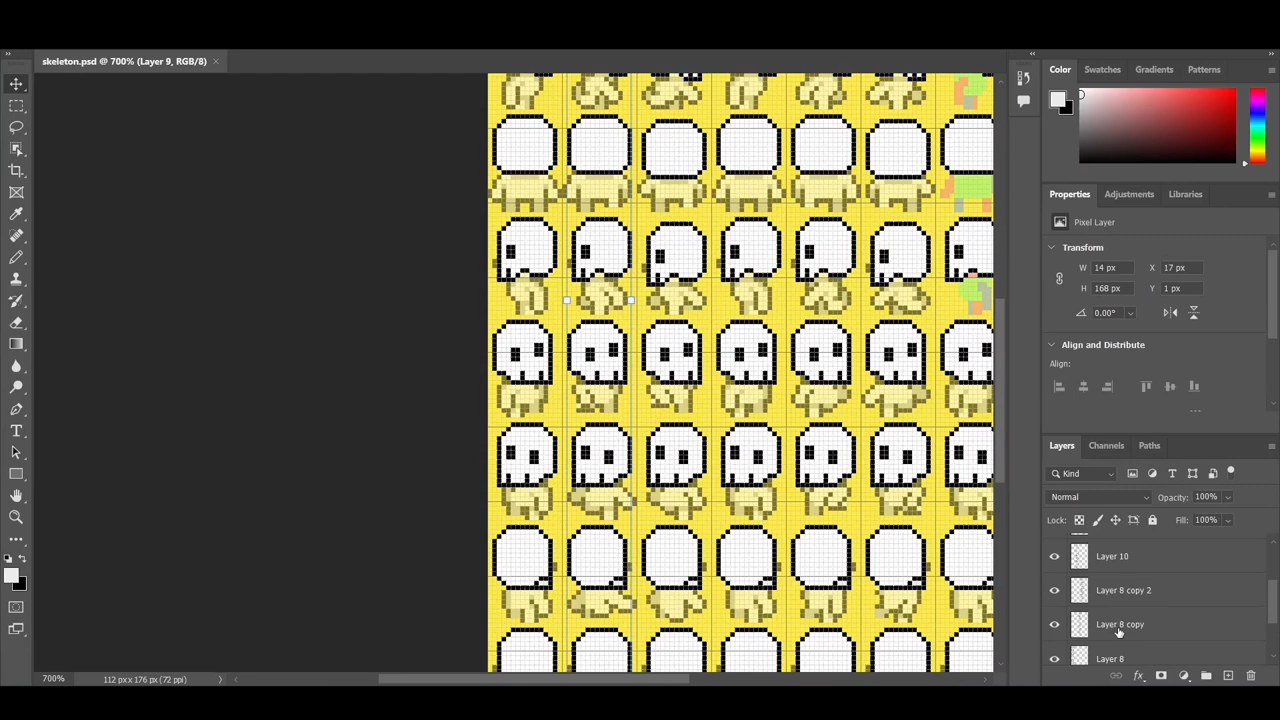 skeleton.psd @ 700% (Layer 9, RGB/8) ×
Color Swatches Gradients Patterns
Properties Adjustments Libraries
Pixel Layer
Transform
W 14 px X 17 px
H 168 px Y 1 px
0.00°
Align and Distribute
Align:
...
Layers Channels Paths
Kind
Normal Opacity: 100%
Lock: Fill: 100%
Layer 10
Layer 8 copy 2
Layer 8 copy
Layer 8
700% 112 px x 176 px (72 ppi)